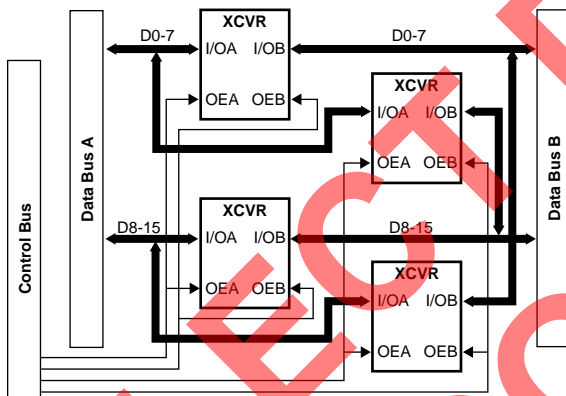 XCVR
D0-7
I/OA I/OB
D0-7
OEA OEB
XCVR
I/OA I/OB
OEA OEB
Control Bus
Data Bus A
Data Bus B
XCVR
D8-15
I/OA I/OB
D8-15
OEA OEB
XCVR
I/OA I/OB
OEA OEB